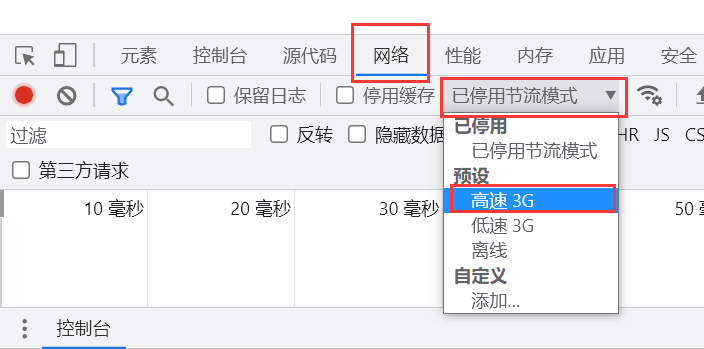 元素 控制台 源代码 网络 性能 内存 应用 安全
保留日志 停用缓存 已停用节流模式
过滤 反转 隐藏数据 HR JS CS
已停用
已停用节流模式
预设
高速 3G
低速 3G
离线
自定义
添加...
第三方请求
10 毫秒 20 毫秒 30 毫秒 50 毫
控制台